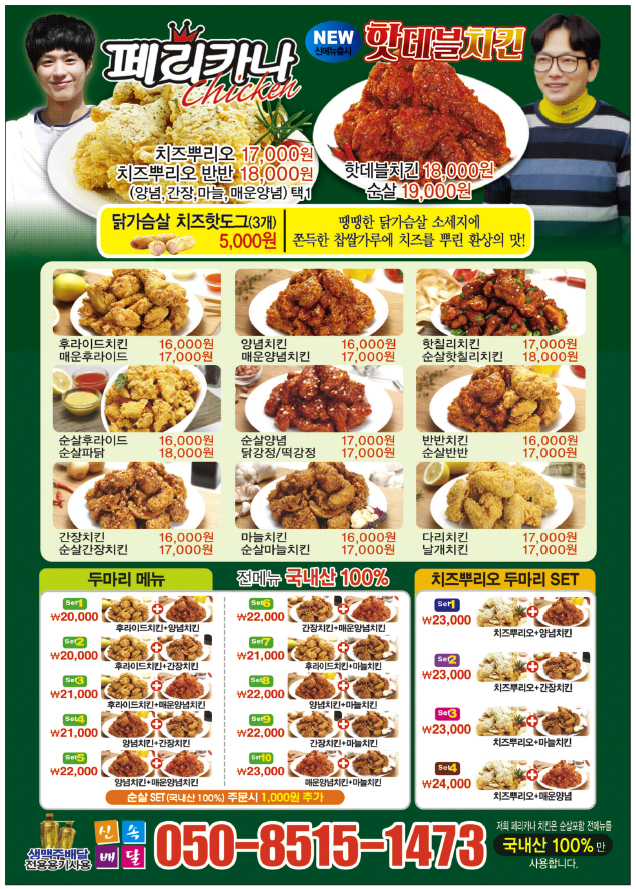 페리카나
Chicken
NEW
신메뉴출시
핫데블치킨
치즈뿌리오 17,000원
치즈뿌리오 반반 18,000원
(양념, 간장, 마늘, 매운양념) 택1
핫데블치킨 18,000원
순살 19,000원
닭가슴살 치즈핫도그(3개)
5,000원
땡땡한 닭가슴살 소세지에
쫀득한 찹쌀가루에 치즈를 뿌린 환상의 맛!
후라이드치킨 16,000원
매운후라이드 17,000원
양념치킨 16,000원
매운양념치킨 17,000원
핫칠리치킨 17,000원
순살핫칠리치킨 18,000원
순살후라이드 16,000원
순살파닭 18,000원
순살양념 17,000원
닭강정/떡강정 17,000원
반반치킨 16,000원
순살반반 17,000원
간장치킨 16,000원
순살간장치킨 17,000원
마늘치킨 16,000원
순살마늘치킨 17,000원
다리치킨 17,000원
날개치킨 17,000원
두마리 메뉴
전메뉴 국내산 100%
Set1
₩20,000
후라이드치킨+양념치킨
Set2
₩20,000
후라이드치킨+간장치킨
Set3
₩21,000
후라이드치킨+매운양념치킨
Set4
₩21,000
양념치킨+간장치킨
Set5
₩22,000
양념치킨+매운양념치킨
Set6
₩22,000
간장치킨+매운양념치킨
Set7
₩21,000
후라이드치킨+마늘치킨
Set8
₩22,000
양념치킨+마늘치킨
Set9
₩22,000
간장치킨+마늘치킨
Set10
₩23,000
매운양념치킨+마늘치킨
순살 SET(국내산 100%) 주문시 1,000원 추가
치즈뿌리오 두마리 SET
Set1
₩23,000
치즈뿌리오+양념치킨
Set2
₩23,000
치즈뿌리오+간장치킨
Set3
₩23,000
치즈뿌리오+마늘치킨
Set4
₩24,000
치즈뿌리오+매운양념
생맥주배달
전용용기사용
신속
배달
050-8515-1473
저희 페리카나 치킨은 순살포함 전메뉴를
국내산 100% 만
사용합니다.